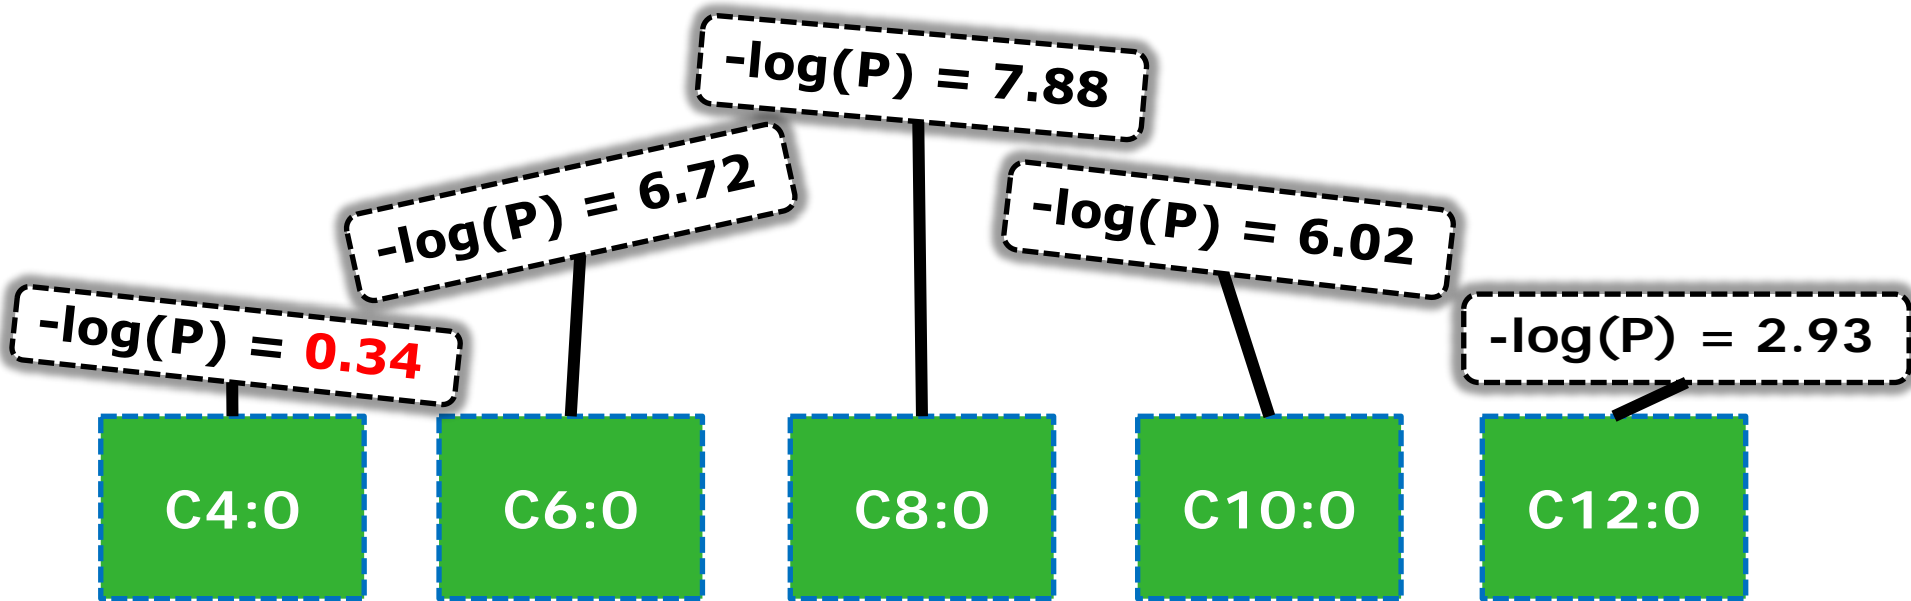 -log(P) = 7.88
-log(P) = 6.72
-log(P) = 6.02
-log(P) = 0.34
-log(P) = 2.93
C4:0
C6:0
C8:0
C10:0
C12:0